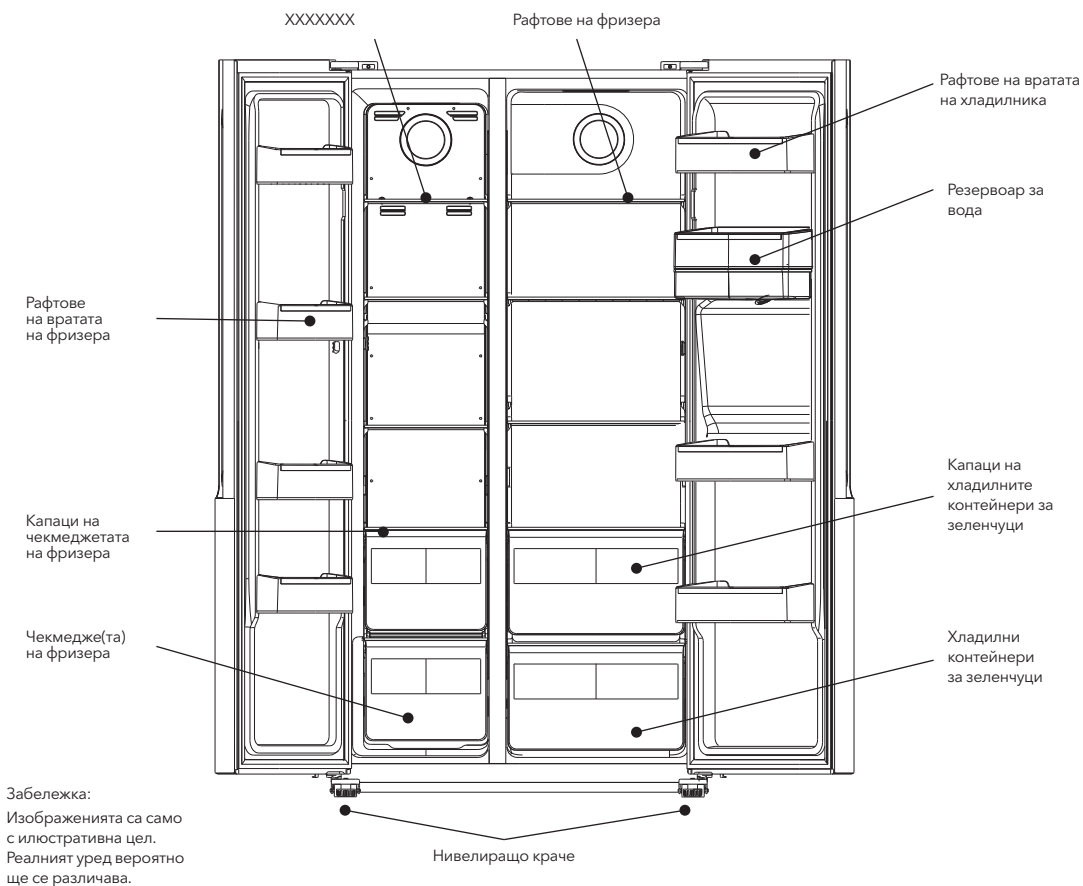 XXXXXXX
Рафтове на фризера
Рафтове на вратата
на хладилника
Резервоар за
вода
Рафтове
на вратата
на фризера
Капаци на
хладилните
контейнери за
зеленчуци
Капаци на
чекмеджетата
на фризера
Чекмедже(та)
на фризера
Хладилни
контейнери
за зеленчуци
Забележка:
Изображенията са само
с илюстративна цел.
Реалният уред вероятно
ще се различава.
Нивелиращо краче